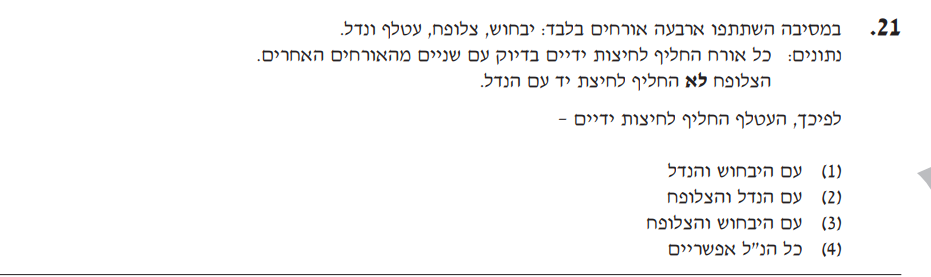 21. במסיבה השתתפו ארבעה אורחים בלבד: יבחוש, צלופח, עטלף ונדל.
נתונים: כל אורח החליף לחיצות ידיים בדיוק עם שניים מהאורחים האחרים.
הצלופח לא החליף לחיצת יד עם הנדל.
לפיכך, העטלף החליף לחיצות ידיים –
(1) עם היבחוש והנדל
(2) עם הנדל והצלופח
(3) עם היבחוש והצלופח
(4) כל הנ"ל אפשריים